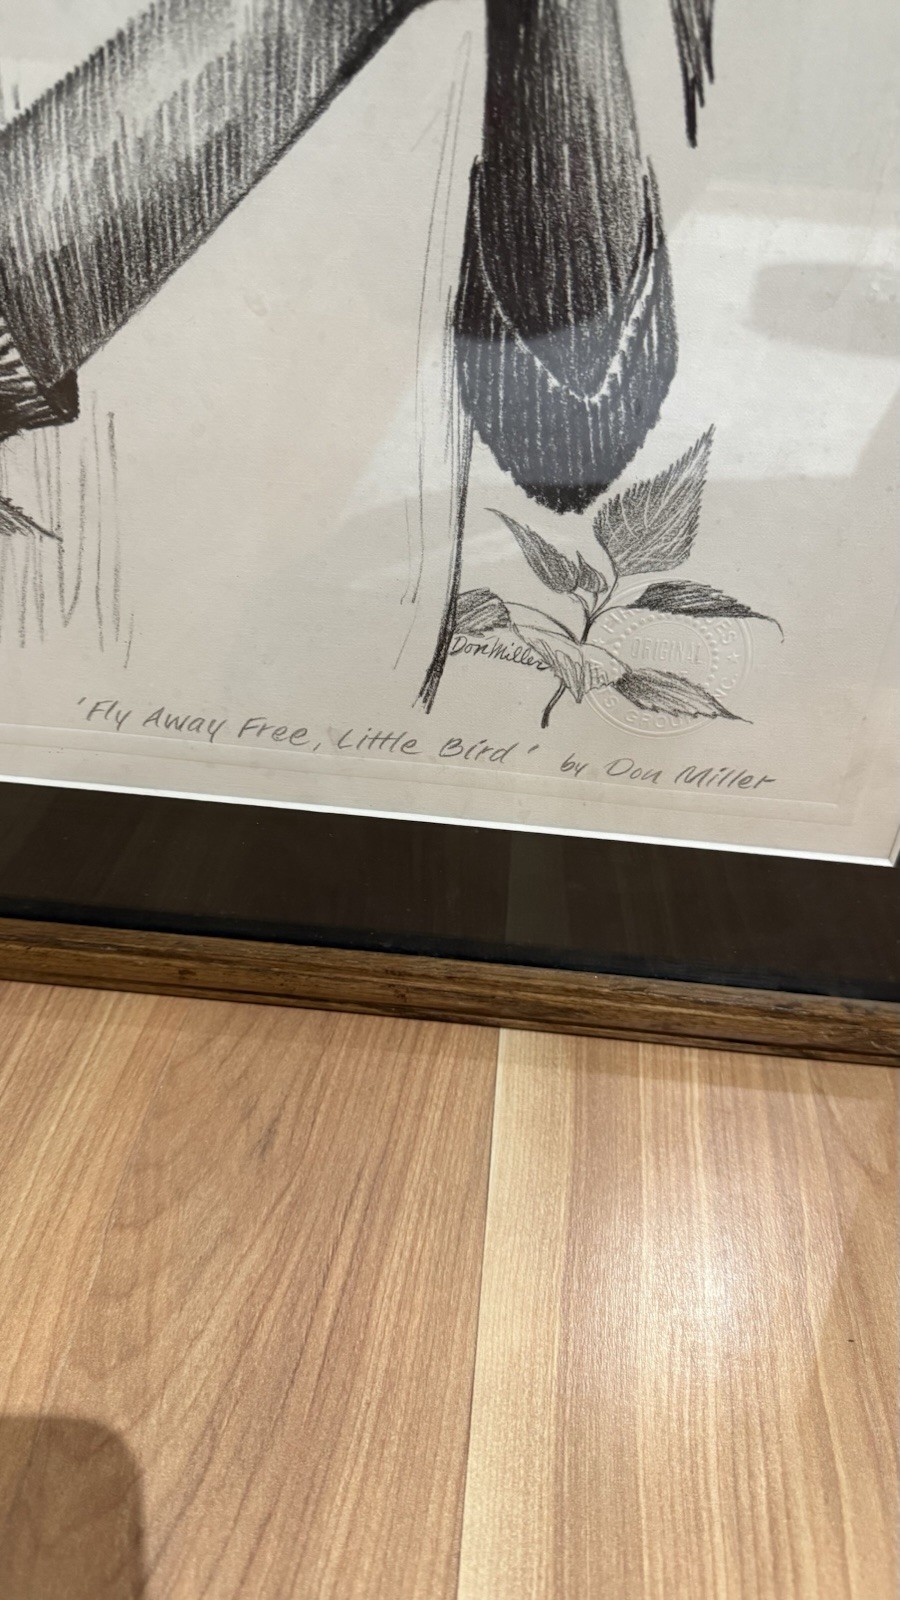 Don Miller
ORIGINAL
'Fly Away Free, Little Bird' by Don Miller